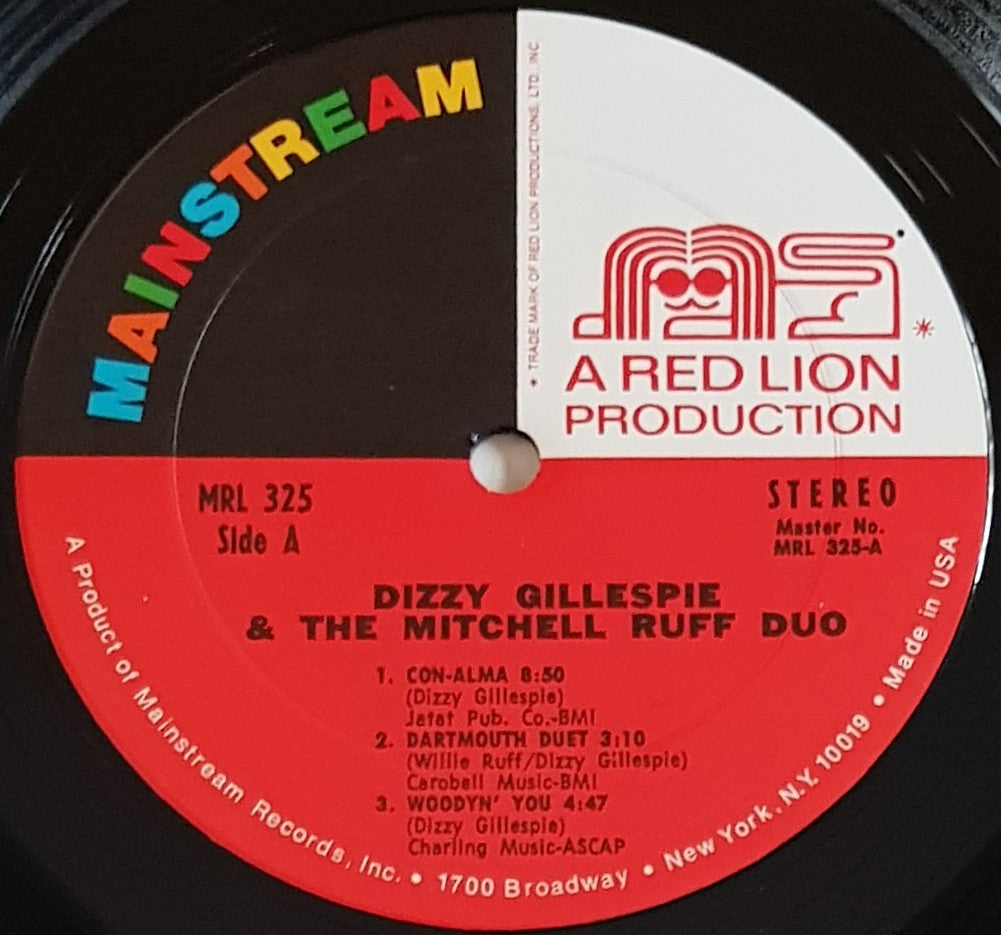 MAINSTREAM
• TRADE MARK OF RED LION PRODUCTIONS, LTD., INC.
MS
A RED LION
PRODUCTION
MRL 325
Side A
STEREO
Master No.
MRL 325-A
DIZZY GILLESPIE
& THE MITCHELL RUFF DUO
1. CON-ALMA 8:50
(Dizzy Gillespie)
Jatat Pub. Co.-BMI
2. DARTMOUTH DUET 3:10
(Willie Ruff/Dizzy Gillespie)
Carobell Music-BMI
3. WOODYN' YOU 4:47
(Dizzy Gillespie)
Charling Music-ASCAP
A Product of Mainstream Records, Inc. • 1700 Broadway • New York, N.Y. 10019 • Made in USA